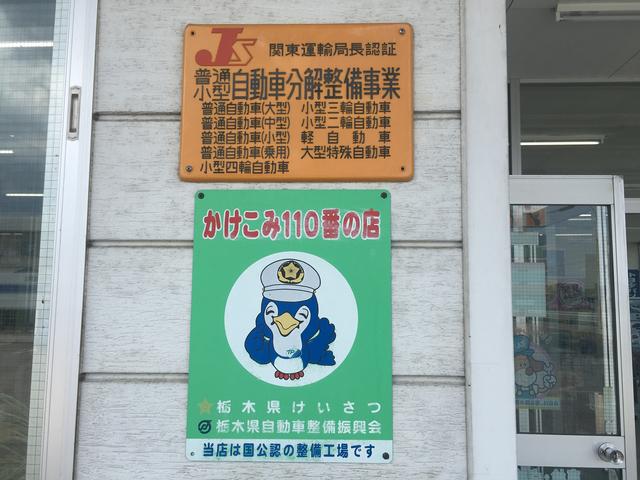 JS 関東運輸局長認証
普通
小型 自動車分解整備事業
普通自動車(大型) 小型三輪自動車
普通自動車(中型) 小型二輪自動車
普通自動車(小型) 軽自動車
普通自動車(乗用) 大型特殊自動車
小型四輪自動車
かけこみ110番の店
栃木県けいさつ
栃木県自動車整備振興会
当店は国公認の整備工場です